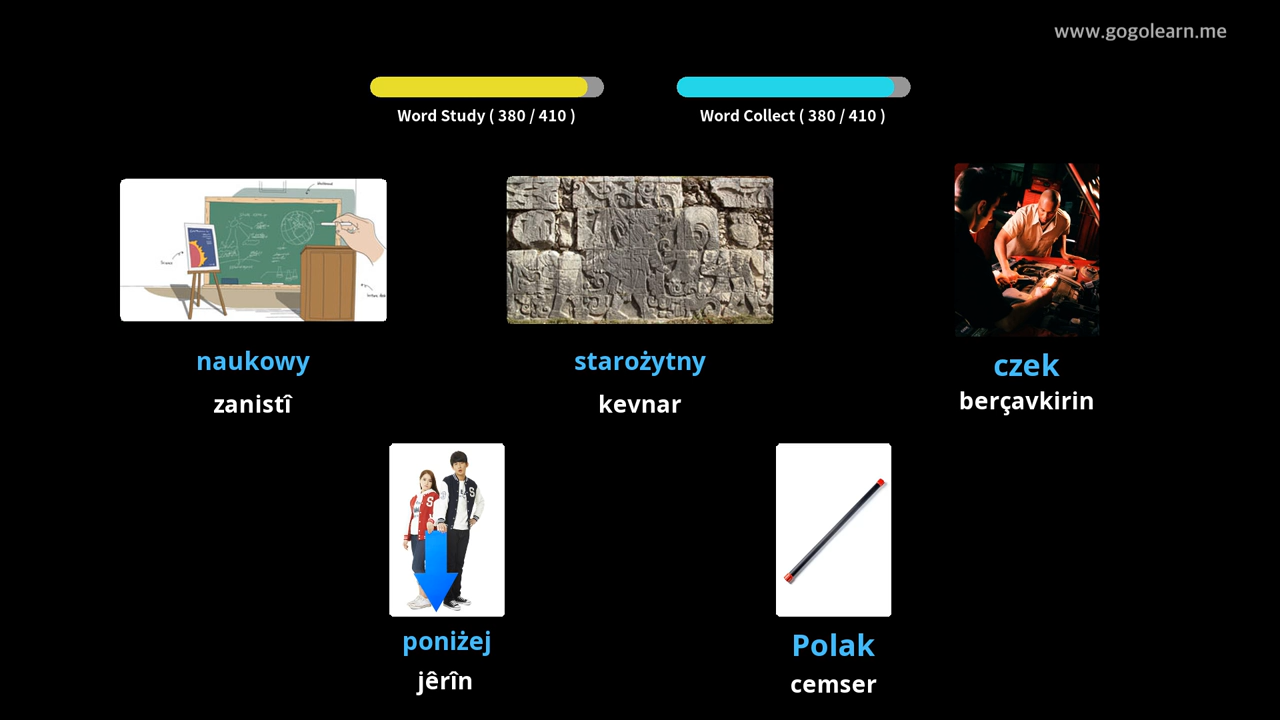 www.gogolearn.me
Word Study ( 380 / 410 )
Word Collect ( 380 / 410 )
naukowy
zanistî
starożytny
kevnar
czek
berçavkirin
poniżej
jêrîn
Polak
cemser